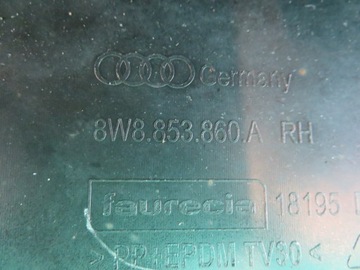 Germany
8W8.853.860.A RH
faurecia 18195
>PP+EPDM TV30<